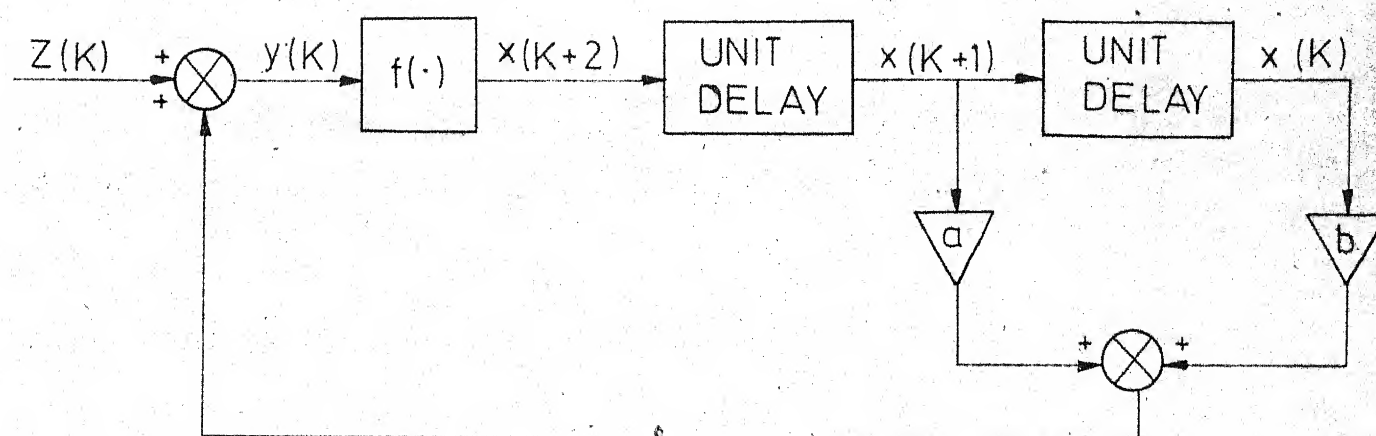 Z(K) + + y(K) f(·) x(K+2) UNIT DELAY x(K+1) UNIT DELAY x(K)
a b
+ +